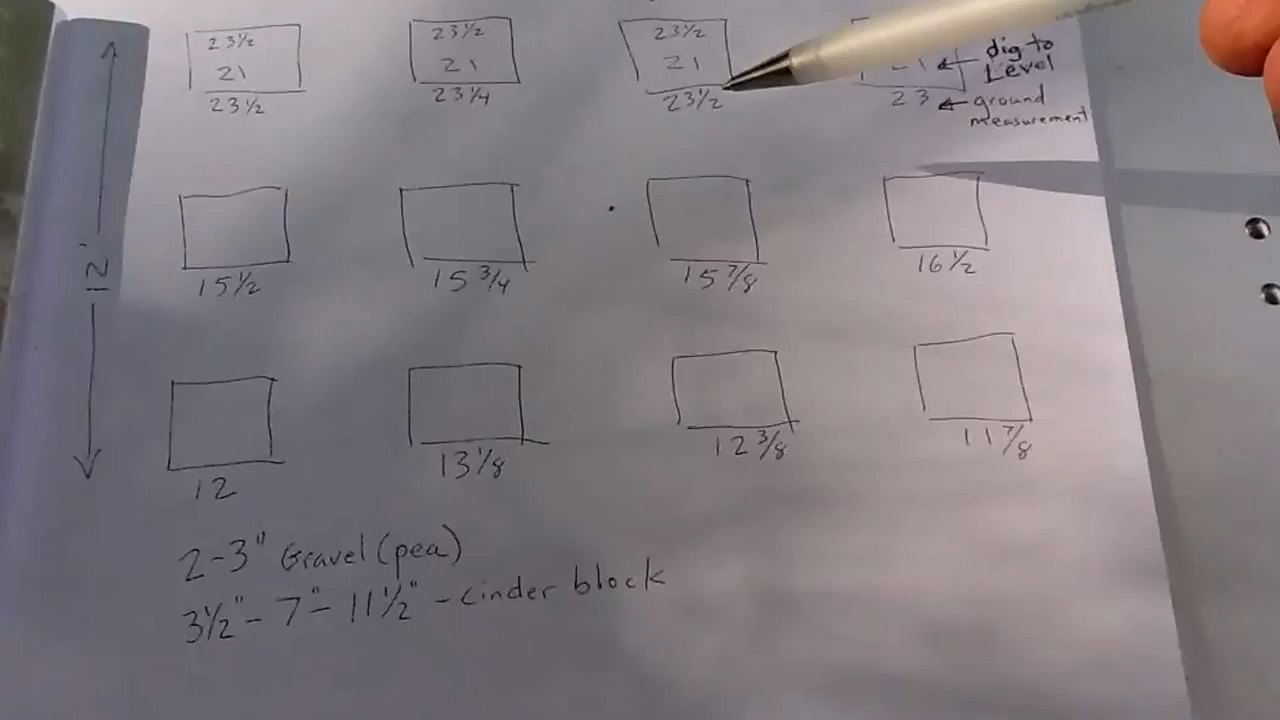 23½ 23½ 23½
21 21 21 21 dig to
Level
23½ 23¼ 23½ 23 ground
measurement
12'
15½ 15¾ 15⅞ 16½
12 13⅛ 12⅜ 11⅞
2-3" Gravel (pea)
3½" - 7" - 11½" - cinder block